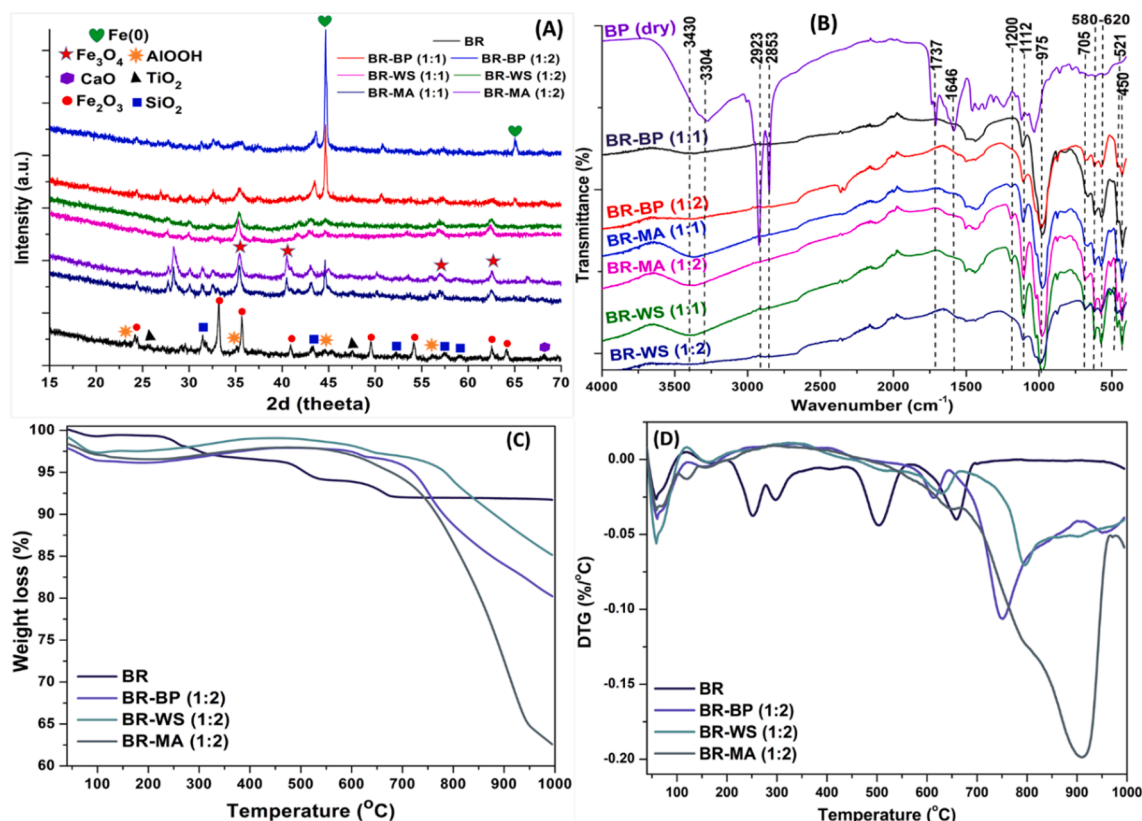 (A)
Fe(0)
Fe₃O₄ AlOOH
CaO TiO₂
Fe₂O₃ SiO₂
BR
BR-BP (1:1) BR-BP (1:2)
BR-WS (1:1) BR-WS (1:2)
BR-MA (1:1) BR-MA (1:2)
Intensity (a.u.)
15 20 25 30 35 40 45 50 55 60 65 70
2d (theeta)
(B)
BP (dry)
3430
3304
2923
2853
1737
1646
1200
1112
975
705
580
620
521
450
BR-BP (1:1)
BR-BP (1:2)
BR-MA (1:1)
BR-MA (1:2)
BR-WS (1:1)
BR-WS (1:2)
Transmittance (%)
4000 3500 3000 2500 2000 1500 1000 500
Wavenumber (cm⁻¹)
(C)
100
95
90
85
80
75
70
65
60
Weight loss (%)
BR
BR-BP (1:2)
BR-WS (1:2)
BR-MA (1:2)
100 200 300 400 500 600 700 800 900 1000
Temperature (°C)
(D)
0.00
-0.05
-0.10
-0.15
-0.20
DTG (%/°C)
BR
BR-BP (1:2)
BR-WS (1:2)
BR-MA (1:2)
100 200 300 400 500 600 700 800 900 1000
Temperature (°C)